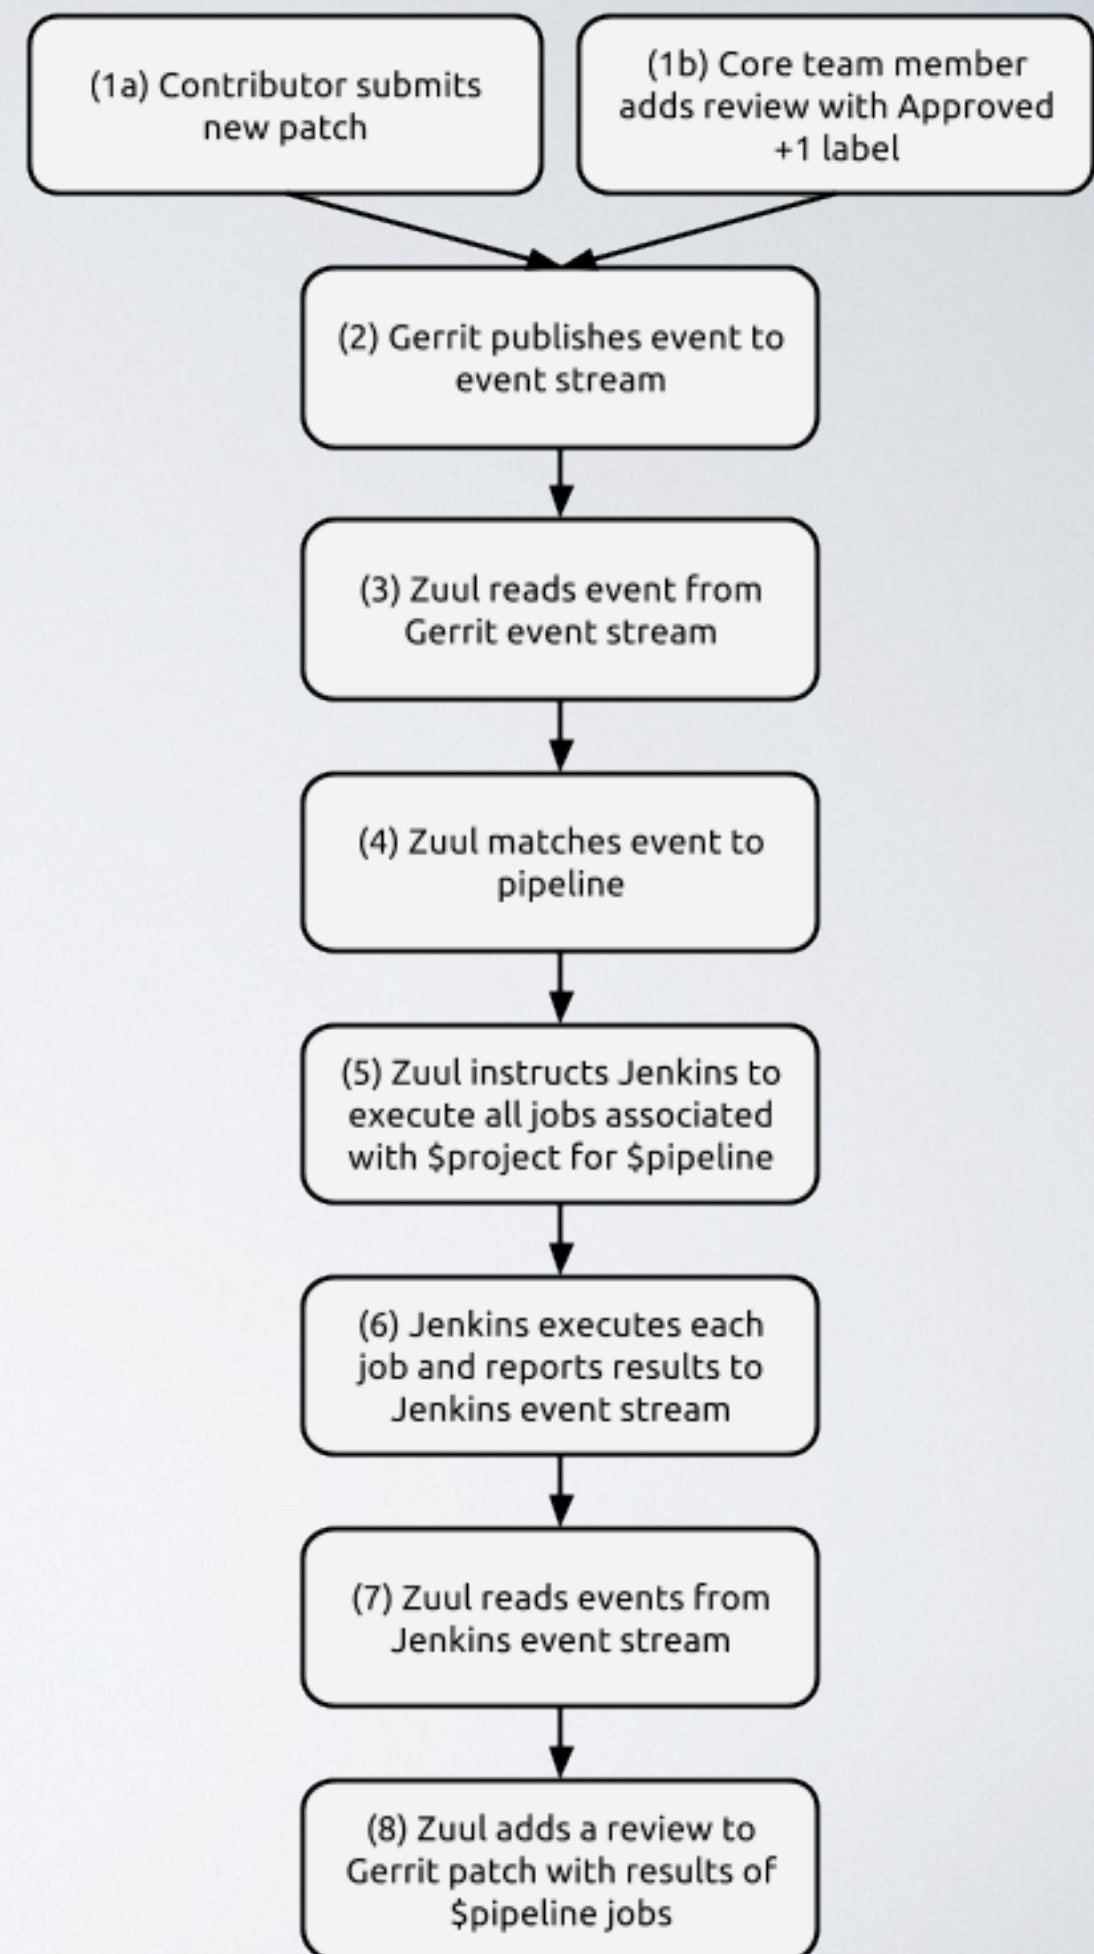 (1a) Contributor submits
new patch
(1b) Core team member
adds review with Approved
+1 label
(2) Gerrit publishes event to
event stream
(3) Zuul reads event from
Gerrit event stream
(4) Zuul matches event to
pipeline
(5) Zuul instructs Jenkins to
execute all jobs associated
with $project for $pipeline
(6) Jenkins executes each
job and reports results to
Jenkins event stream
(7) Zuul reads events from
Jenkins event stream
(8) Zuul adds a review to
Gerrit patch with results of
$pipeline jobs